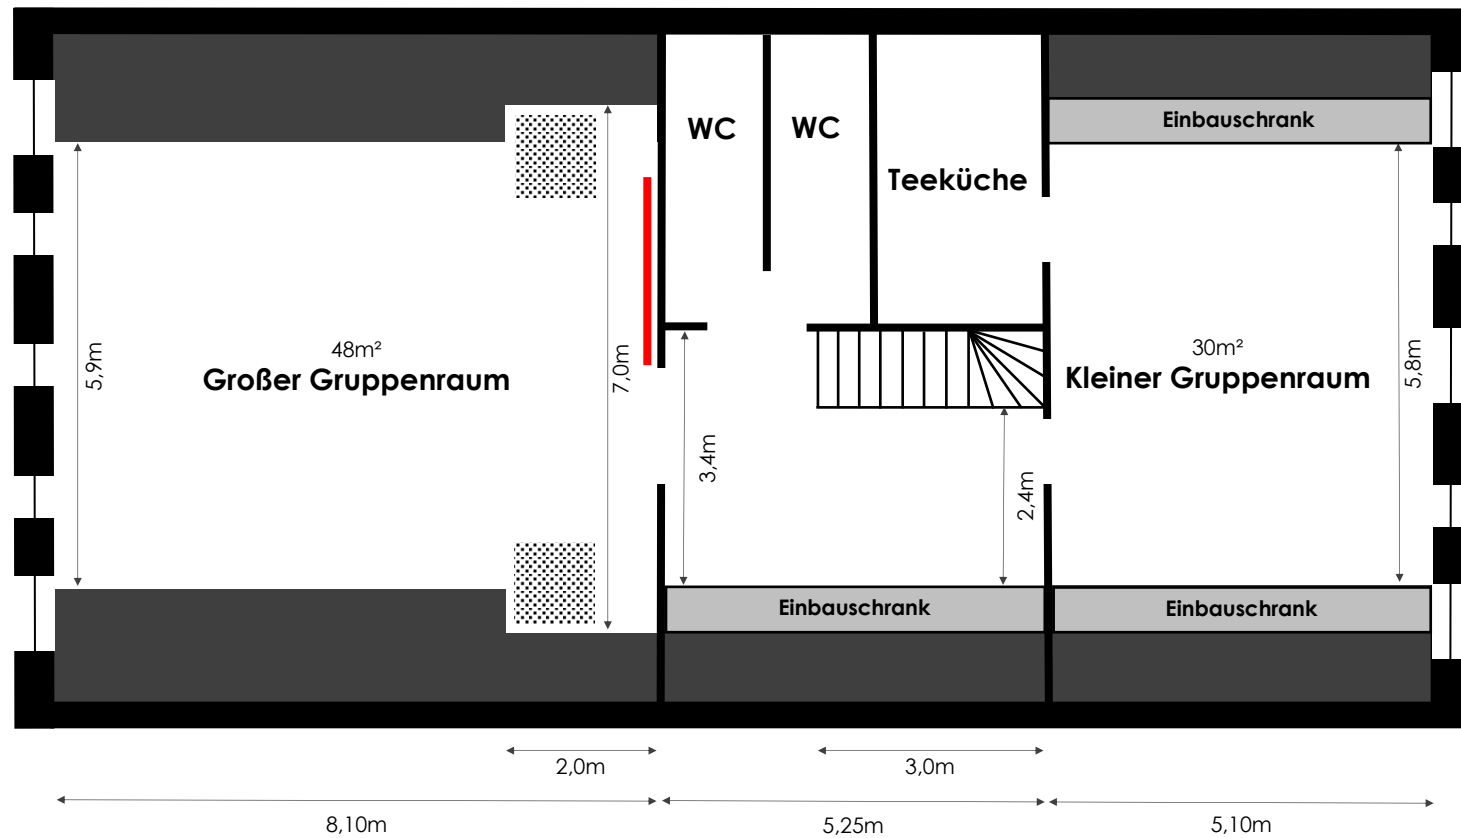 Einbauschrank
WC
WC
Teeküche
48m²
Großer Gruppenraum
30m²
Kleiner Gruppenraum
5,9m
7,0m
3,4m
2,4m
5,8m
Einbauschrank
Einbauschrank
2,0m
3,0m
8,10m
5,25m
5,10m